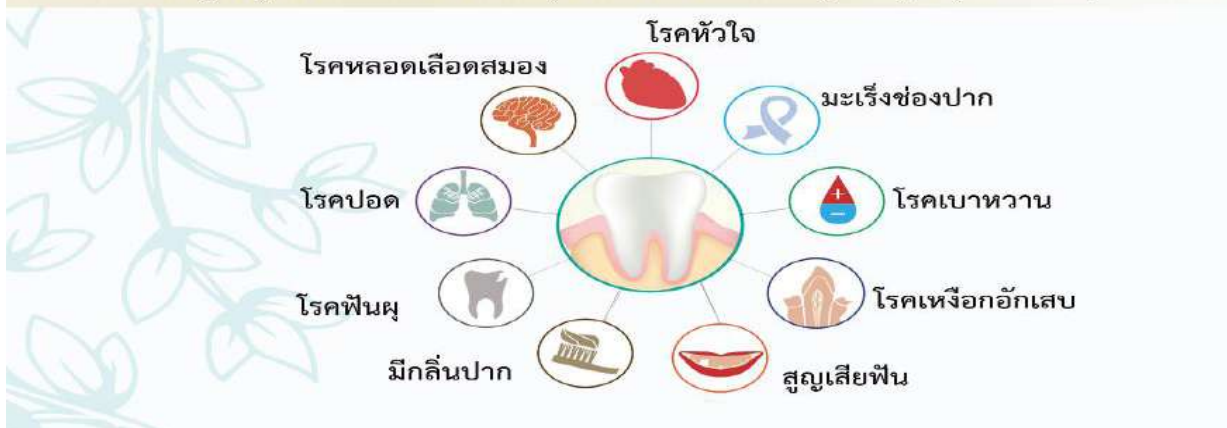 โรคหัวใจ
โรคหลอดเลือดสมอง
มะเร็งช่องปาก
โรคปอด
โรคเบาหวาน
โรคฟันผุ
โรคเหงือกอักเสบ
มีกลิ่นปาก
สูญเสียฟัน